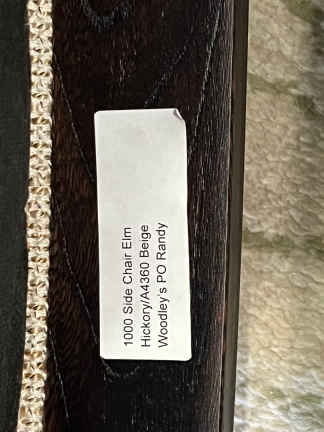 1000 Side Chair Elm
Hickory/A4360 Beige
Woodley's PO Randy